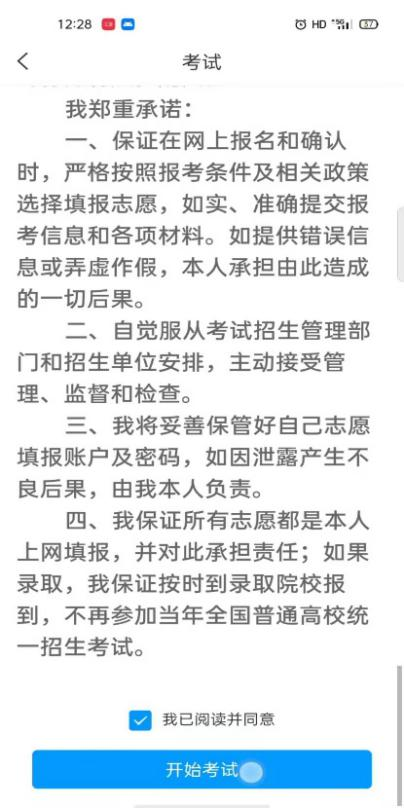 12:28
HD 5G 57
考试
我郑重承诺：
一、保证在网上报名和确认
时，严格按照报考条件及相关政策
选择填报志愿，如实、准确提交报
考信息和各项材料。如提供错误信
息或弄虚作假，本人承担由此造成
的一切后果。
二、自觉服从考试招生管理部
门和招生单位安排，主动接受管
理、监督和检查。
三、我将妥善保管好自己志愿
填报账户及密码，如因泄露产生不
良后果，由我本人负责。
四、我保证所有志愿都是本人
上网填报，并对此承担责任；如果
录取，我保证按时到录取院校报
到，不再参加当年全国普通高校统
一招生考试。
我已阅读并同意
开始考试